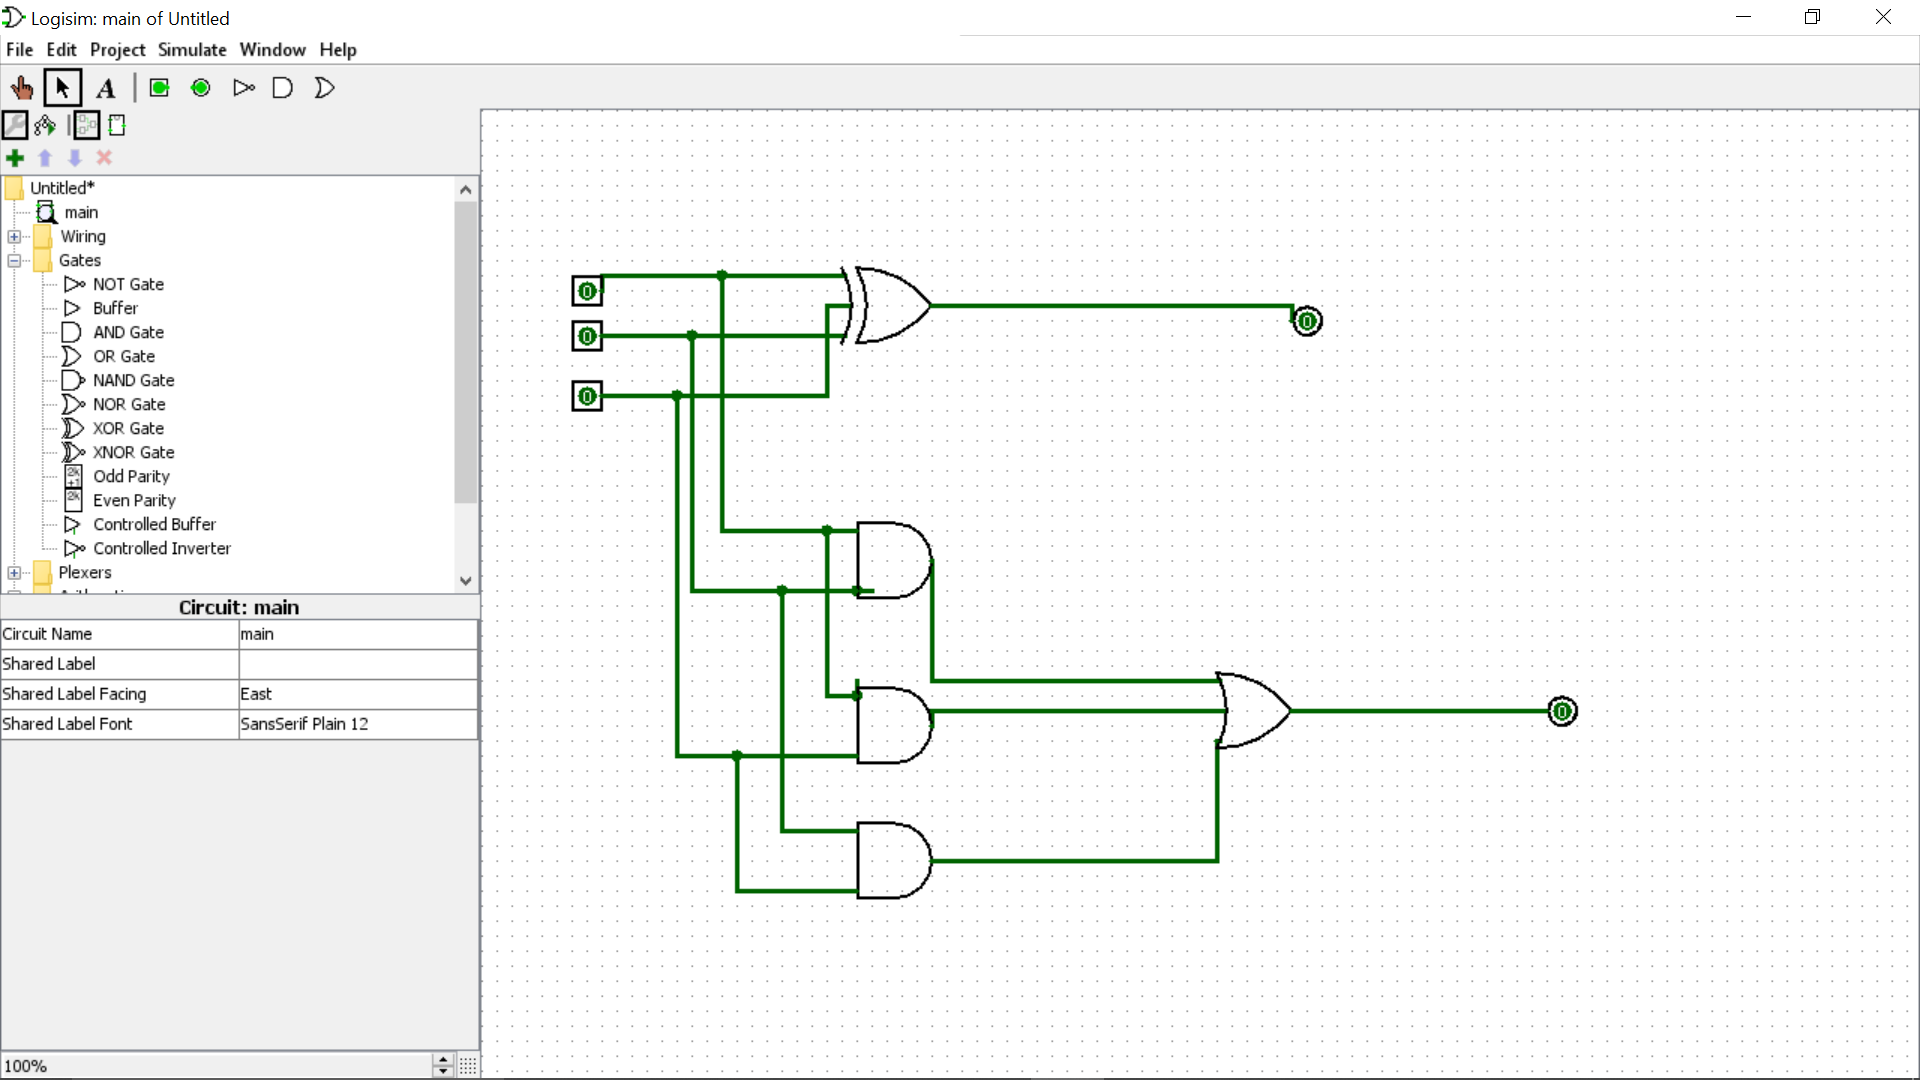 Logisim: main of Untitled
File Edit Project Simulate Window Help
A
Untitled*
main
Wiring
Gates
NOT Gate
Buffer
AND Gate
OR Gate
NAND Gate
NOR Gate
XOR Gate
XNOR Gate
2k+1 Odd Parity
2k Even Parity
Controlled Buffer
Controlled Inverter
Plexers
Circuit: main
Circuit Name main
Shared Label
Shared Label Facing East
Shared Label Font SansSerif Plain 12
100%
0
0
0
0
0